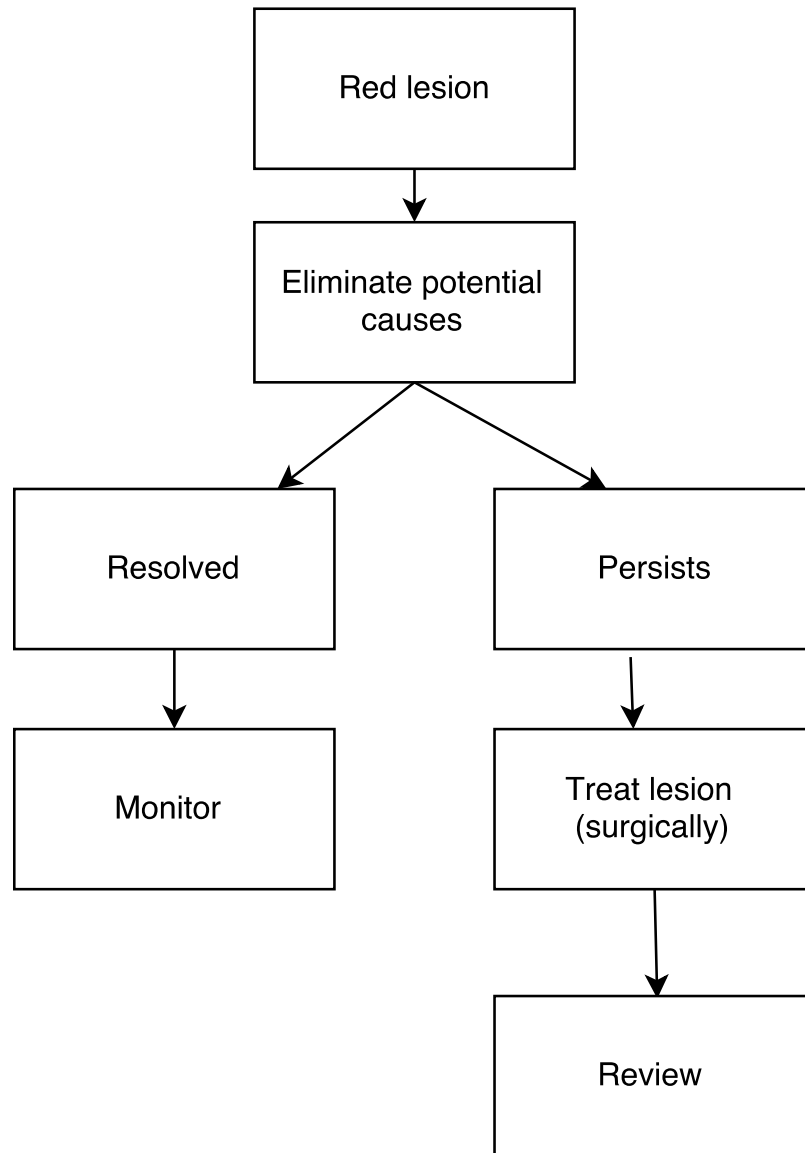 Red lesion
Eliminate potential
causes
Resolved
Persists
Monitor
Treat lesion
(surgically)
Review